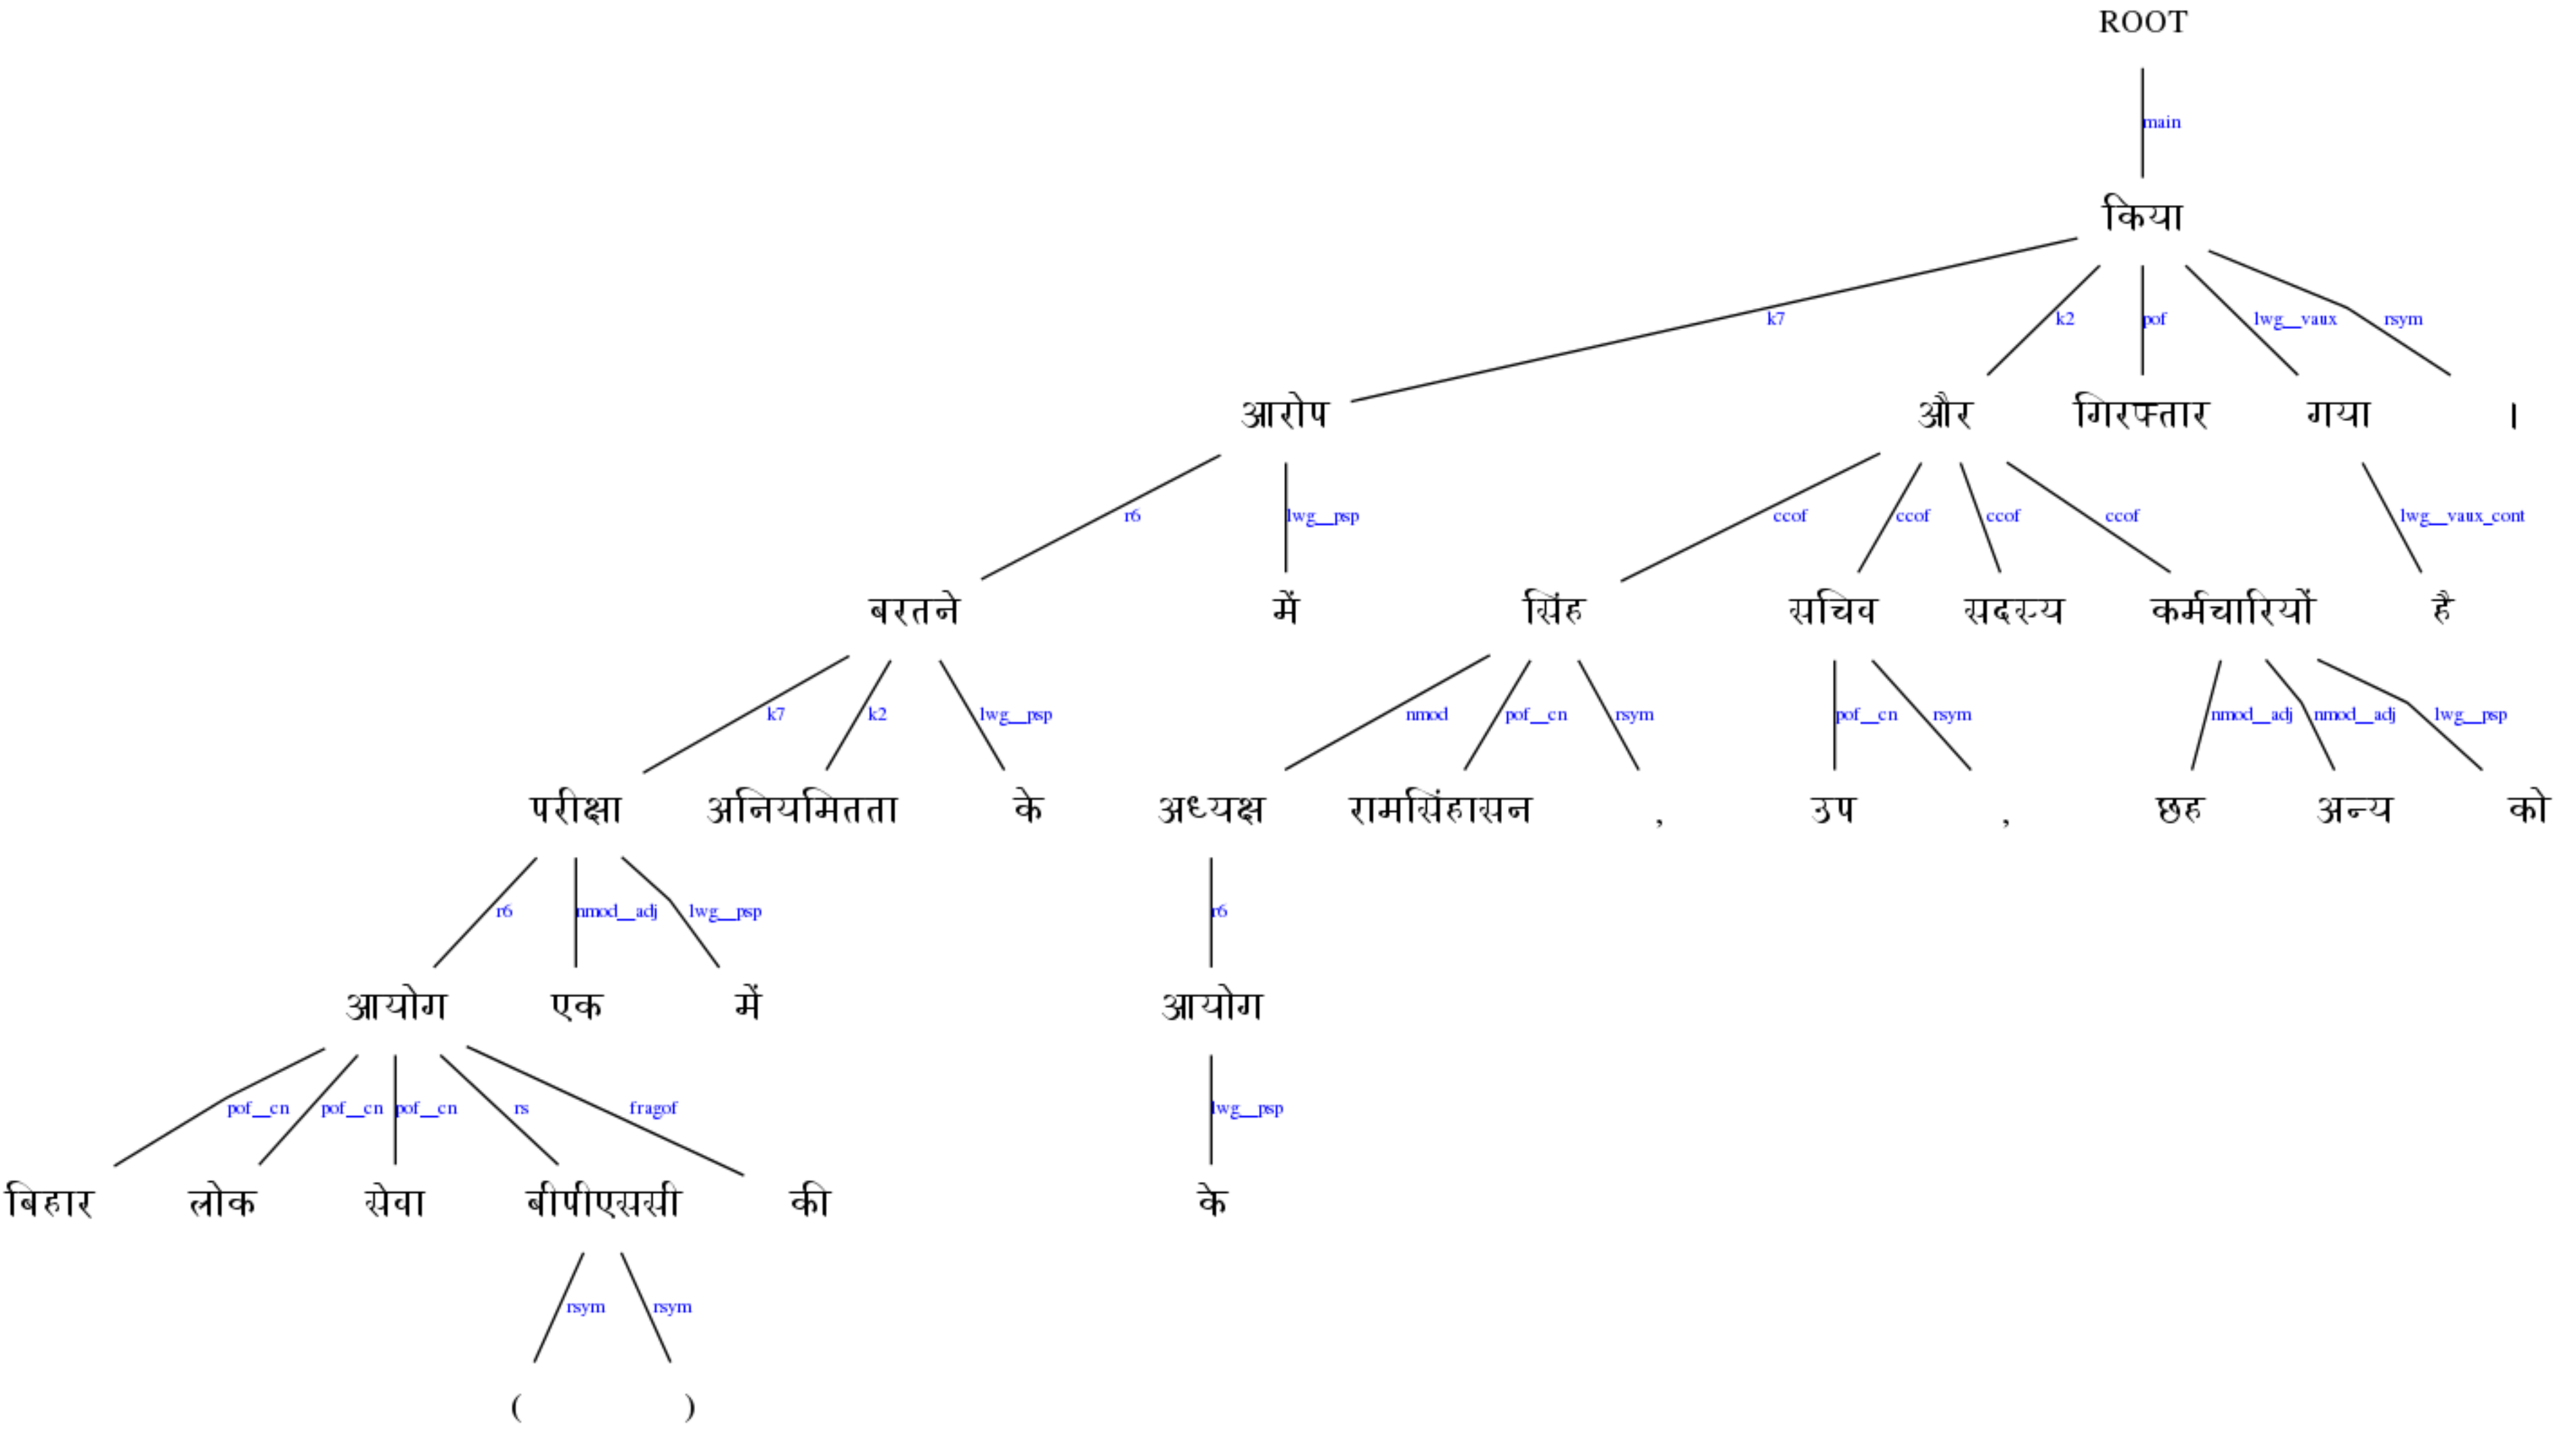 ROOT
main
किया
k7 k2 pof lwg__vaux rsym
आरोप और गिरफ्तार गया ।
r6 lwg__psp ccof ccof ccof ccof lwg__vaux_cont
बरतने में सिंह सचिव सदस्य कर्मचारियों है
k7 k2 lwg__psp nmod pof__cn rsym pof__cn rsym nmod__adj nmod__adj lwg__psp
परीक्षा अनियमितता के अध्यक्ष रामसिंहासन , उप , छह अन्य को
r6 nmod__adj lwg__psp r6
आयोग एक में आयोग
pof__cn pof__cn pof__cn rs fragof lwg__psp
बिहार लोक सेवा बीपीएससी की के
rsym rsym
( )